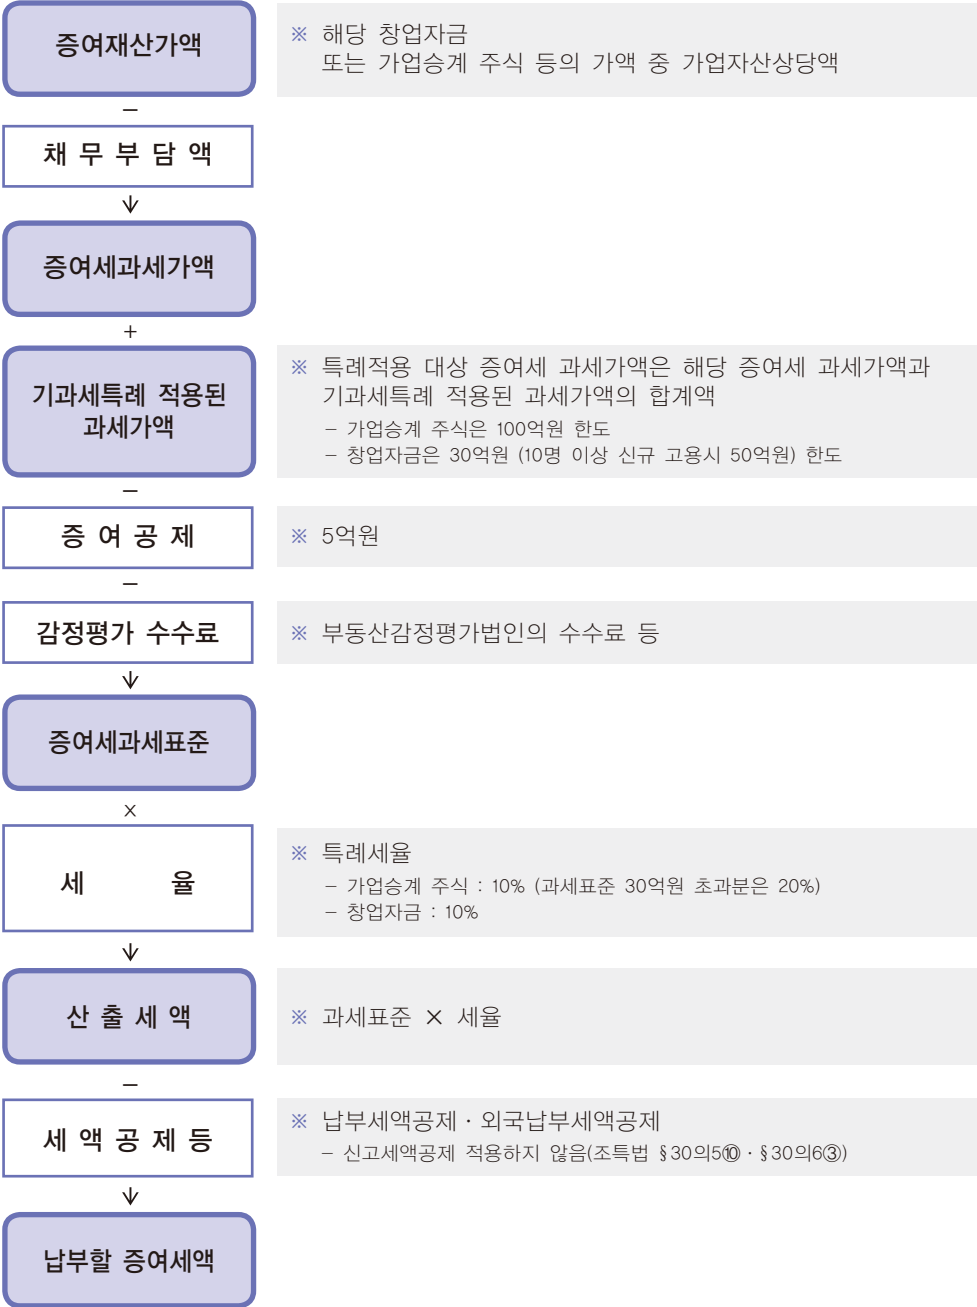 증여재산가액
※ 해당 창업자금
또는 가업승계 주식 등의 가액 중 가업자산상당액
−
채 무 부 담 액
↓
증여세과세가액
+
기과세특례 적용된
과세가액
※ 특례적용 대상 증여세 과세가액은 해당 증여세 과세가액과
기과세특례 적용된 과세가액의 합계액
− 가업승계 주식은 100억원 한도
− 창업자금은 30억원 (10명 이상 신규 고용시 50억원) 한도
−
증 여 공 제
※ 5억원
−
감정평가 수수료
※ 부동산감정평가법인의 수수료 등
↓
증여세과세표준
×
세 율
※ 특례세율
− 가업승계 주식 : 10% (과세표준 30억원 초과분은 20%)
− 창업자금 : 10%
↓
산 출 세 액
※ 과세표준 × 세율
−
세 액 공 제 등
※ 납부세액공제 · 외국납부세액공제
− 신고세액공제 적용하지 않음(조특법 §30의5⑩ · §30의6③)
↓
납부할 증여세액